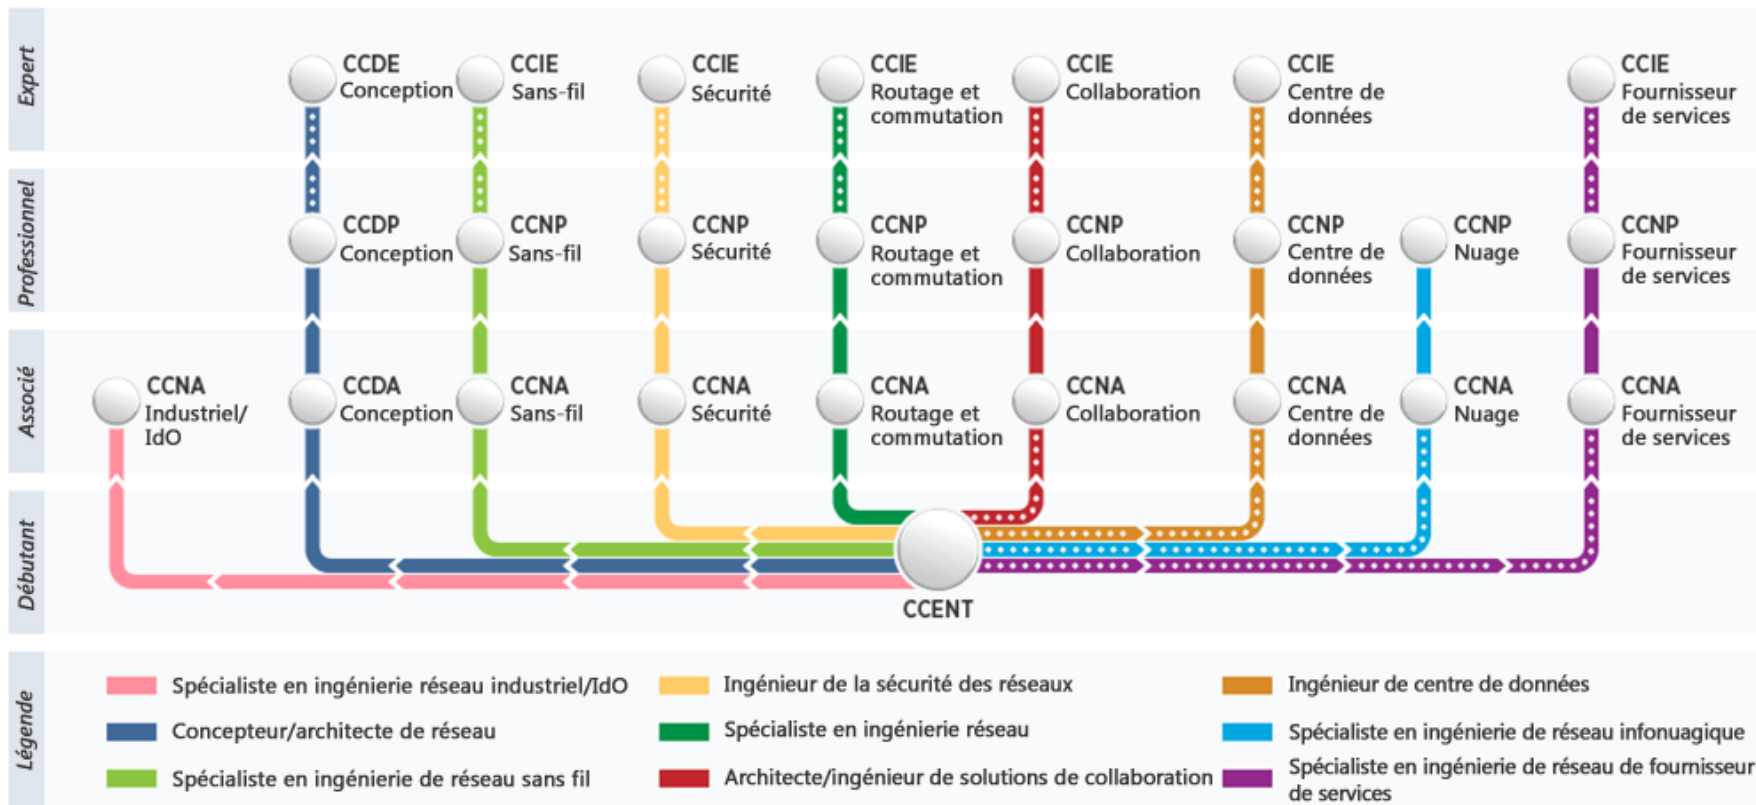 Expert
CCDE
Conception
CCIE
Sans-fil
CCIE
Sécurité
CCIE
Routage et
commutation
CCIE
Collaboration
CCIE
Centre de
données
CCIE
Fournisseur
de services
Professionnel
CCDP
Conception
CCNP
Sans-fil
CCNP
Sécurité
CCNP
Routage et
commutation
CCNP
Collaboration
CCNP
Centre de
données
CCNP
Nuage
CCNP
Fournisseur
de services
Associé
CCNA
Industriel/
IdO
CCDA
Conception
CCNA
Sans-fil
CCNA
Sécurité
CCNA
Routage et
commutation
CCNA
Collaboration
CCNA
Centre de
données
CCNA
Nuage
CCNA
Fournisseur
de services
Débutant
CCENT
Légende
Spécialiste en ingénierie réseau industriel/IdO
Concepteur/architecte de réseau
Spécialiste en ingénierie de réseau sans fil
Ingénieur de la sécurité des réseaux
Spécialiste en ingénierie réseau
Architecte/ingénieur de solutions de collaboration
Ingénieur de centre de données
Spécialiste en ingénierie de réseau infonuagique
Spécialiste en ingénierie de réseau de fournisseur
de services